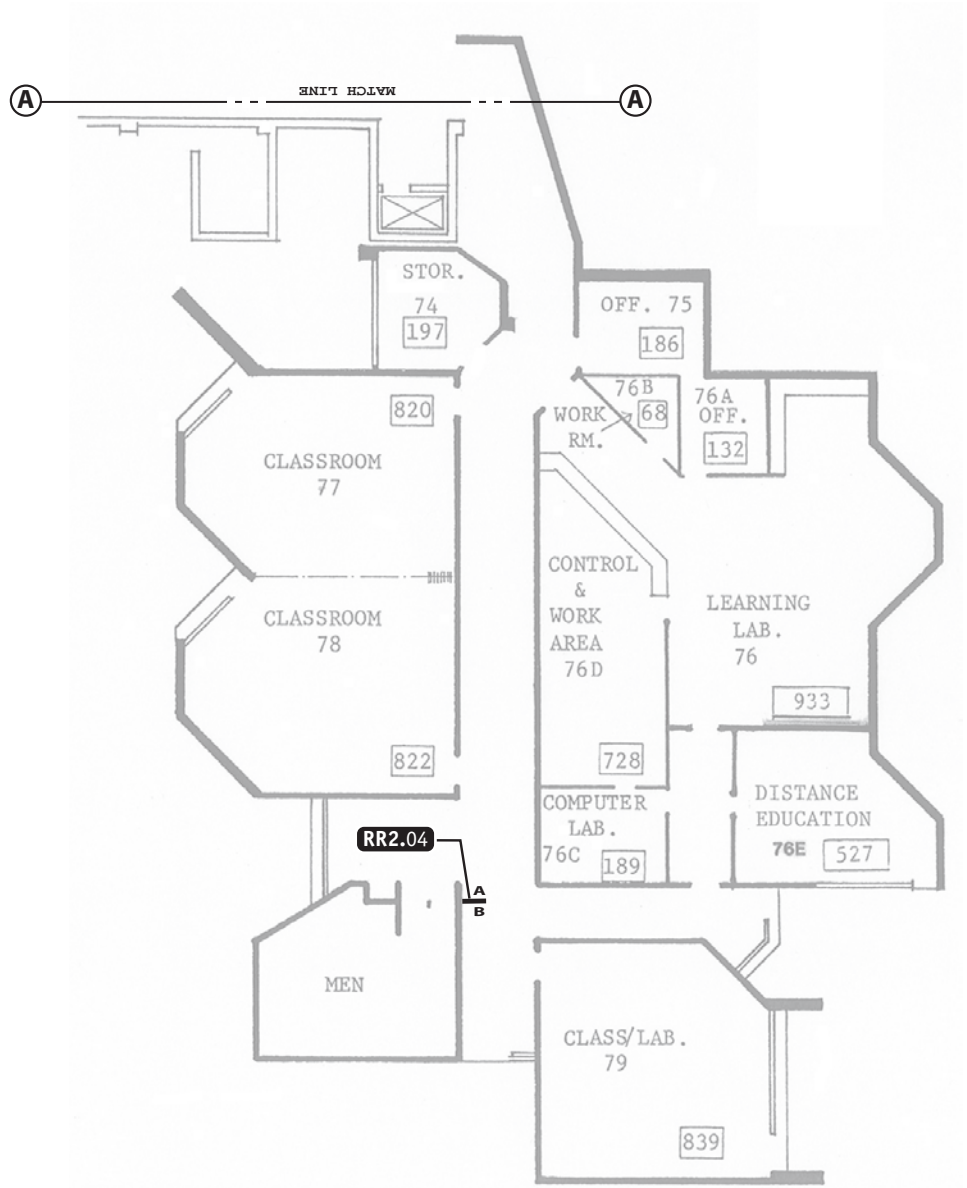 A
MATCH LINE
A
STOR.
74
197
OFF. 75
186
76B
68
WORK
RM.
76A
OFF.
132
820
CLASSROOM
77
CONTROL
&
WORK
AREA
76D
728
LEARNING
LAB.
76
933
CLASSROOM
78
822
COMPUTER
LAB.
76C
189
DISTANCE
EDUCATION
76E
527
RR2.04
A
B
MEN
CLASS/LAB.
79
839